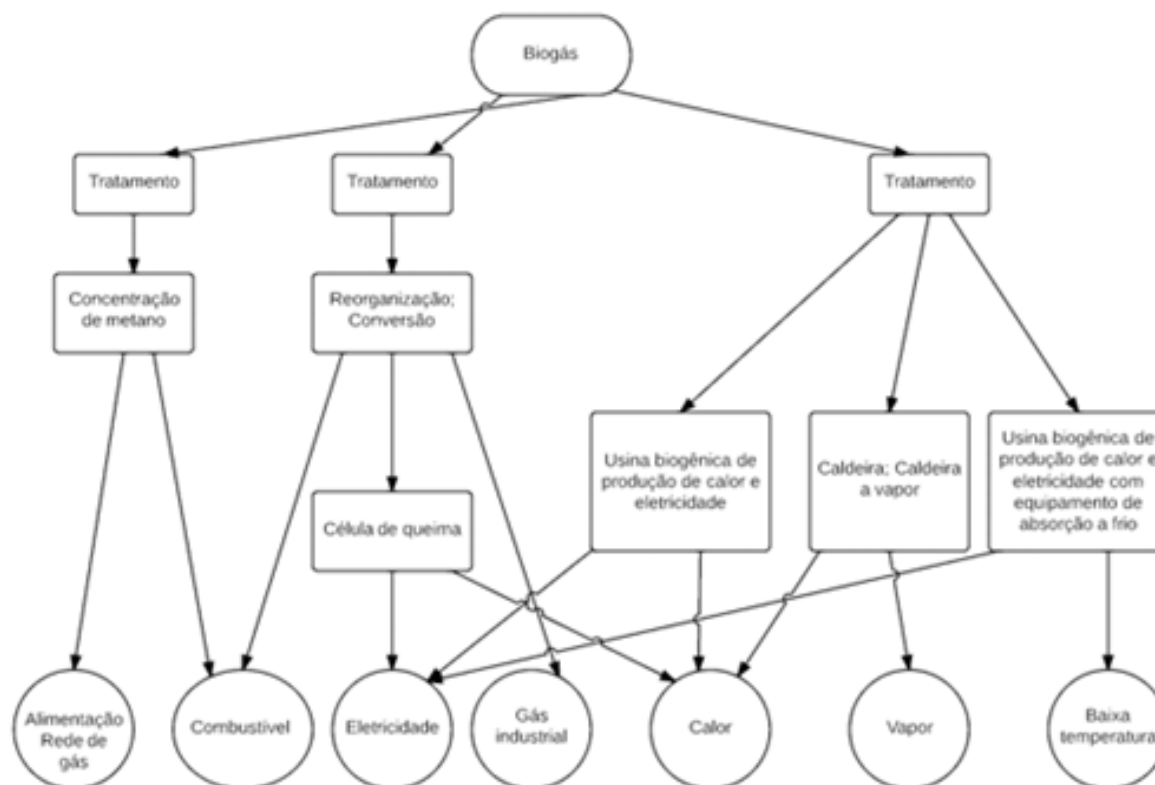 Biogás
Tratamento
Tratamento
Tratamento
Concentração
de metano
Reorganização;
Conversão
Usina biogênica de
produção de calor e
eletricidade
Caldeira; Caldeira
a vapor
Usina biogênica de
produção de calor e
eletricidade com
equipamento de
absorção a frio
Célula de queima
Alimentação
Rede de
gás
Combustível
Eletricidade
Gás
industrial
Calor
Vapor
Baixa
temperatura